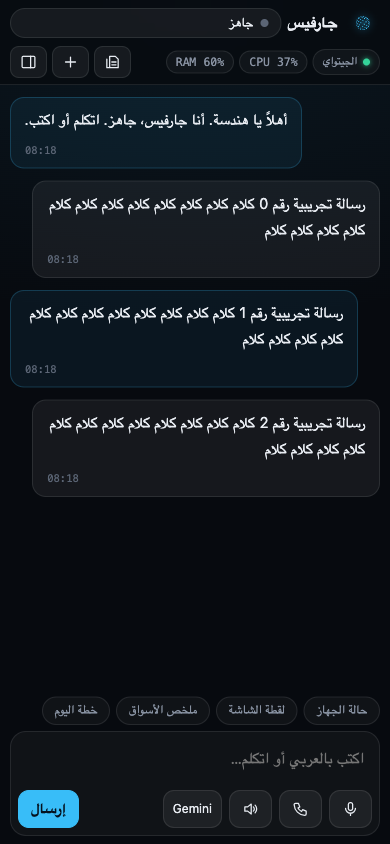 جارفيس
جاهز
الجيتواي
CPU 37%
RAM 60%
أهلاً يا هندسة. أنا جارفيس، جاهز. اتكلم أو اكتب.
08:18
رسالة تجريبية رقم 0 كلام كلام كلام كلام كلام كلام كلام كلام
كلام كلام كلام كلام
08:18
رسالة تجريبية رقم 1 كلام كلام كلام كلام كلام كلام كلام كلام
كلام كلام كلام كلام
08:18
رسالة تجريبية رقم 2 كلام كلام كلام كلام كلام كلام كلام كلام
كلام كلام كلام كلام
08:18
حالة الجهاز
لقطة الشاشة
ملخص الأسواق
خطة اليوم
اكتب بالعربي أو اتكلم...
Gemini
إرسال